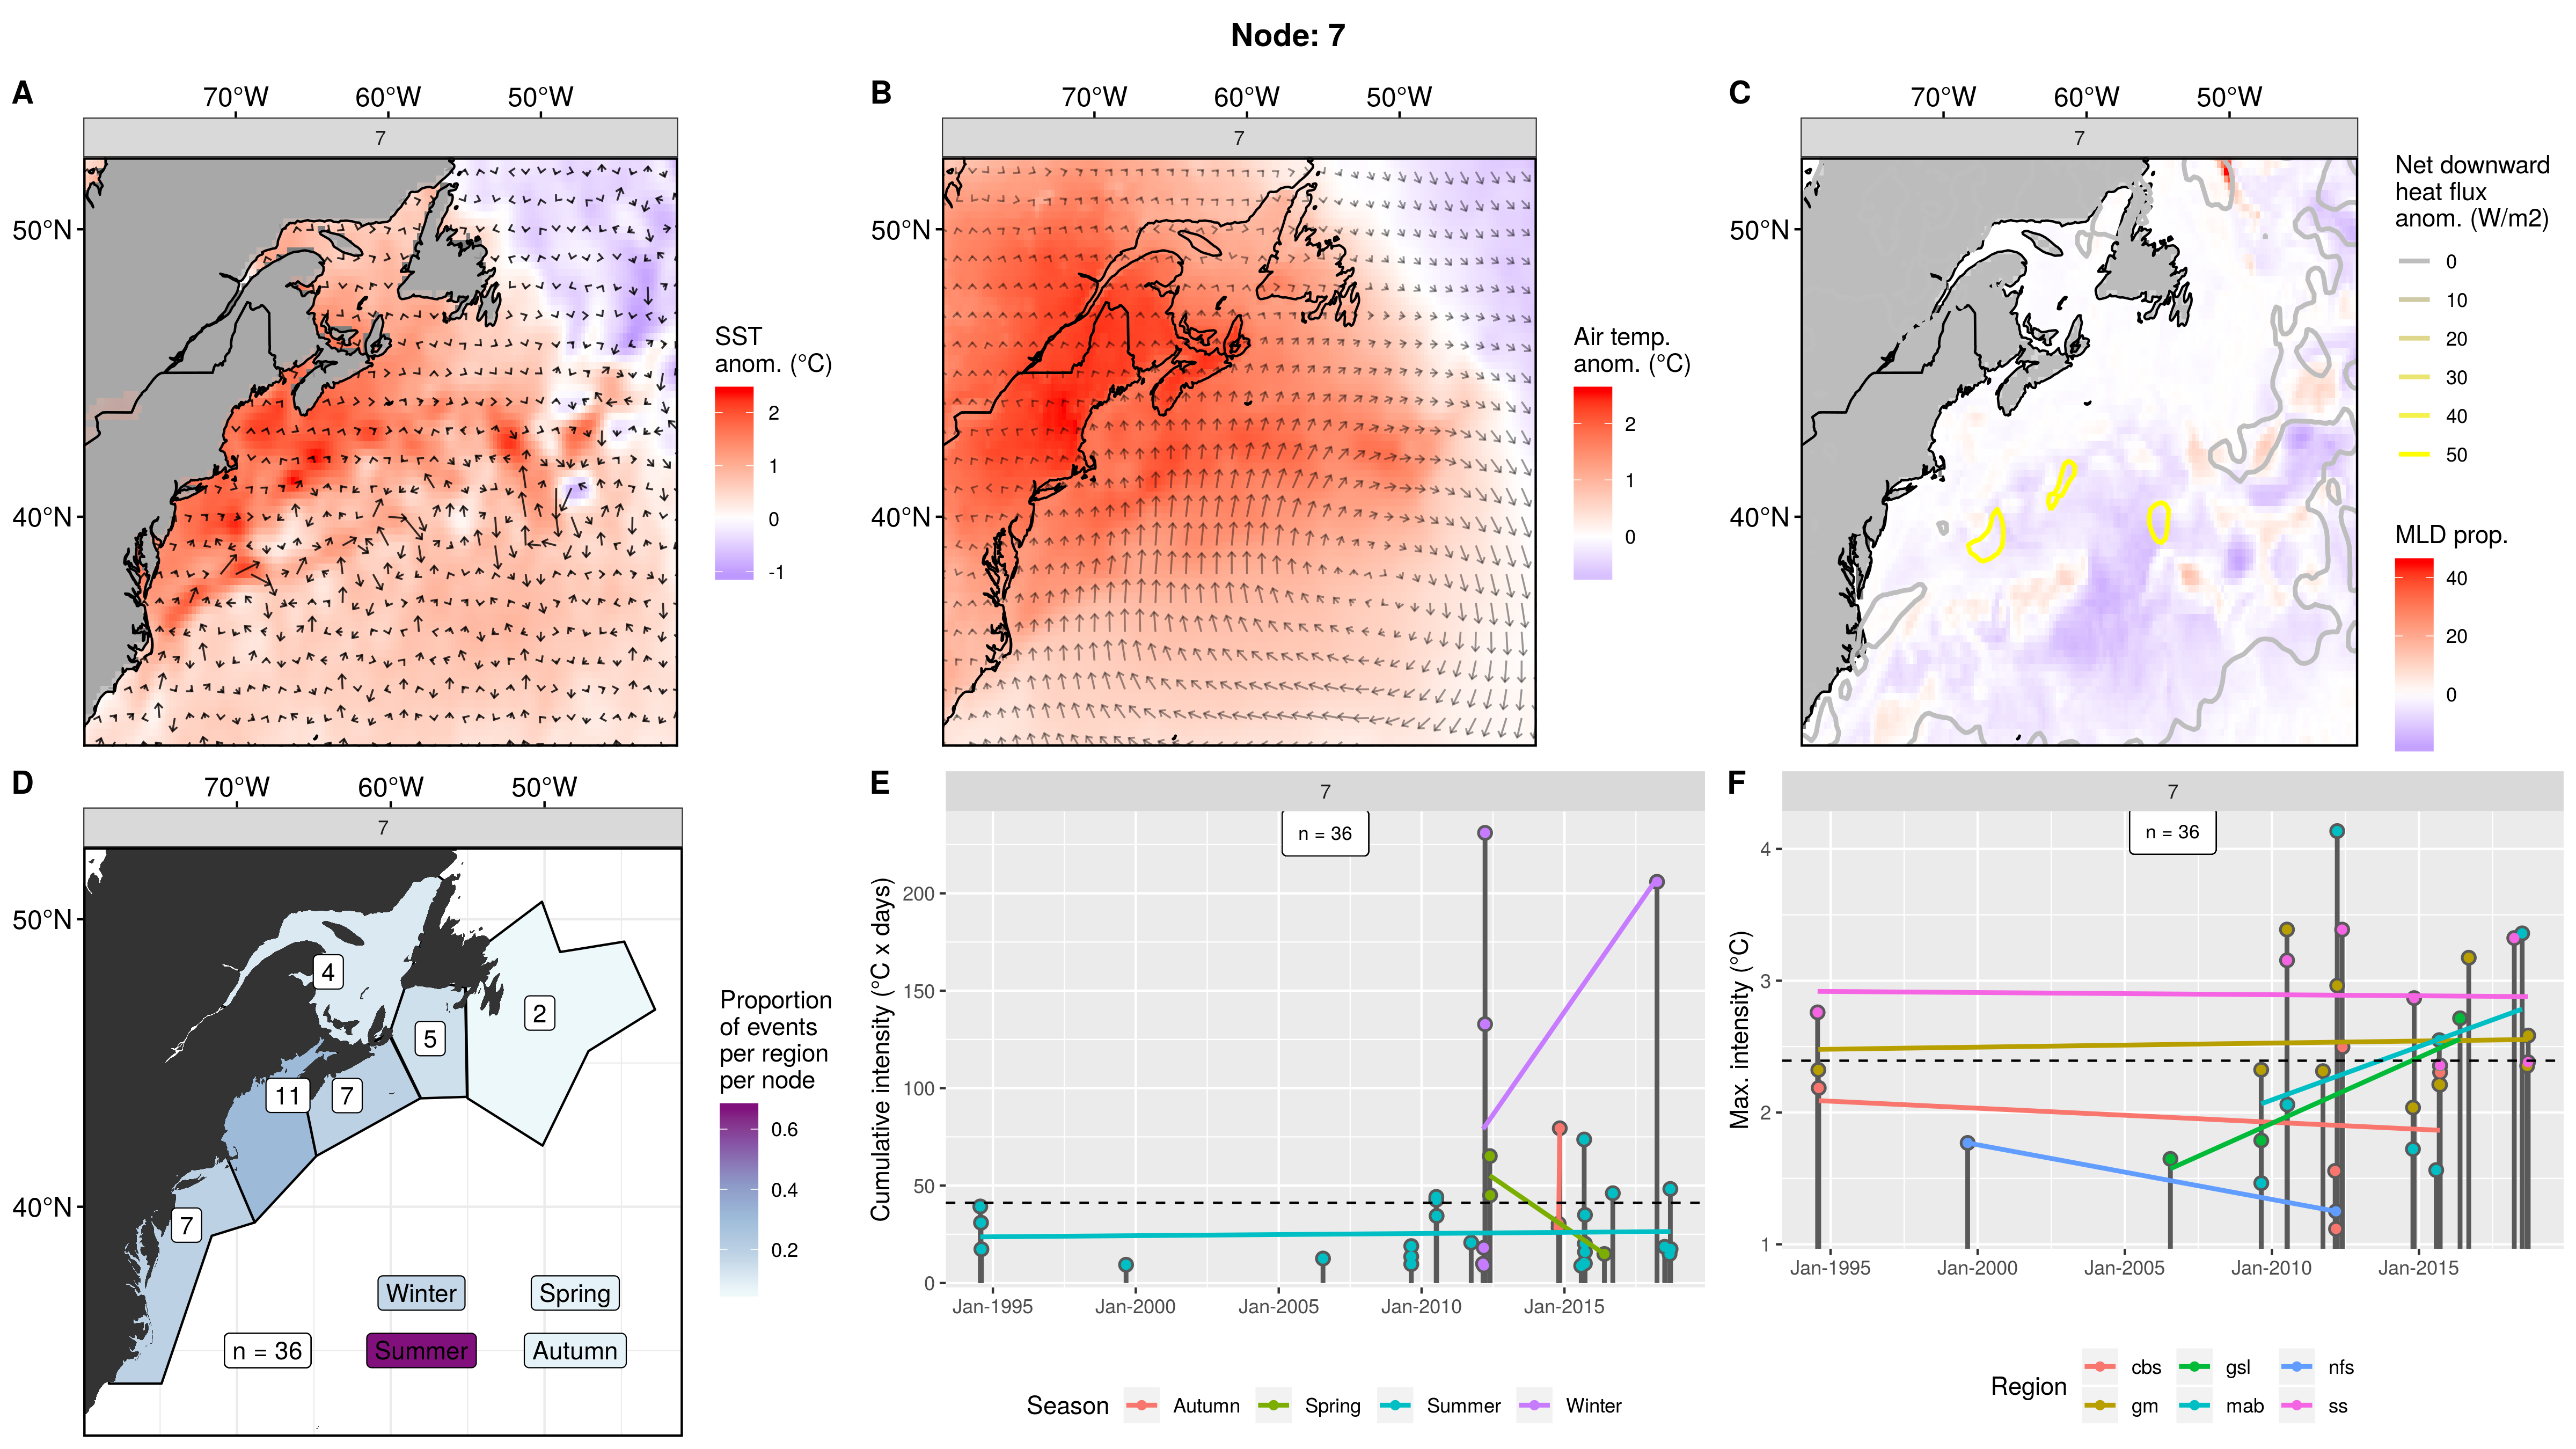 Node: 7
A
70°W 60°W 50°W
7
50°N
40°N
SST
anom. (°C)
2
1
0
-1
B
70°W 60°W 50°W
7
50°N
40°N
Air temp.
anom. (°C)
2
1
0
C
70°W 60°W 50°W
7
50°N
40°N
Net downward
heat flux
anom. (W/m2)
0
10
20
30
40
50
MLD prop.
40
20
0
D
70°W 60°W 50°W
7
50°N
40°N
4
5
2
11
7
7
Winter Spring
n = 36 Summer Autumn
Proportion
of events
per region
per node
0.6
0.4
0.2
E
7
n = 36
Cumulative intensity (°C x days)
200
150
100
50
0
Jan-1995 Jan-2000 Jan-2005 Jan-2010 Jan-2015
Season Autumn Spring Summer Winter
F
7
n = 36
Max. intensity (°C)
4
3
2
1
Jan-1995 Jan-2000 Jan-2005 Jan-2010 Jan-2015
Region
cbs gsl nfs
gm mab ss